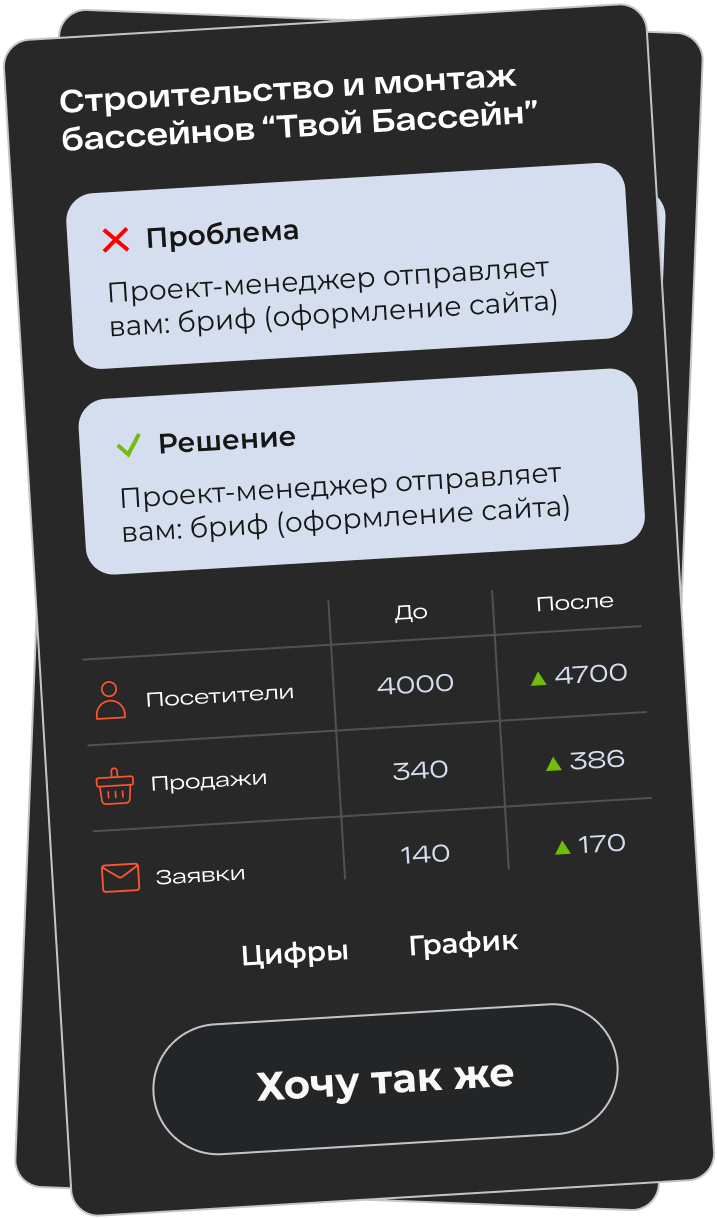 Строительство и монтаж
бассейнов “Твой Бассейн”
Проблема
Проект-менеджер отправляет
вам: бриф (оформление сайта)
Решение
Проект-менеджер отправляет
вам: бриф (оформление сайта)
До После
Посетители 4000 4700
Продажи 340 386
Заявки 140 170
Цифры График
Хочу так же